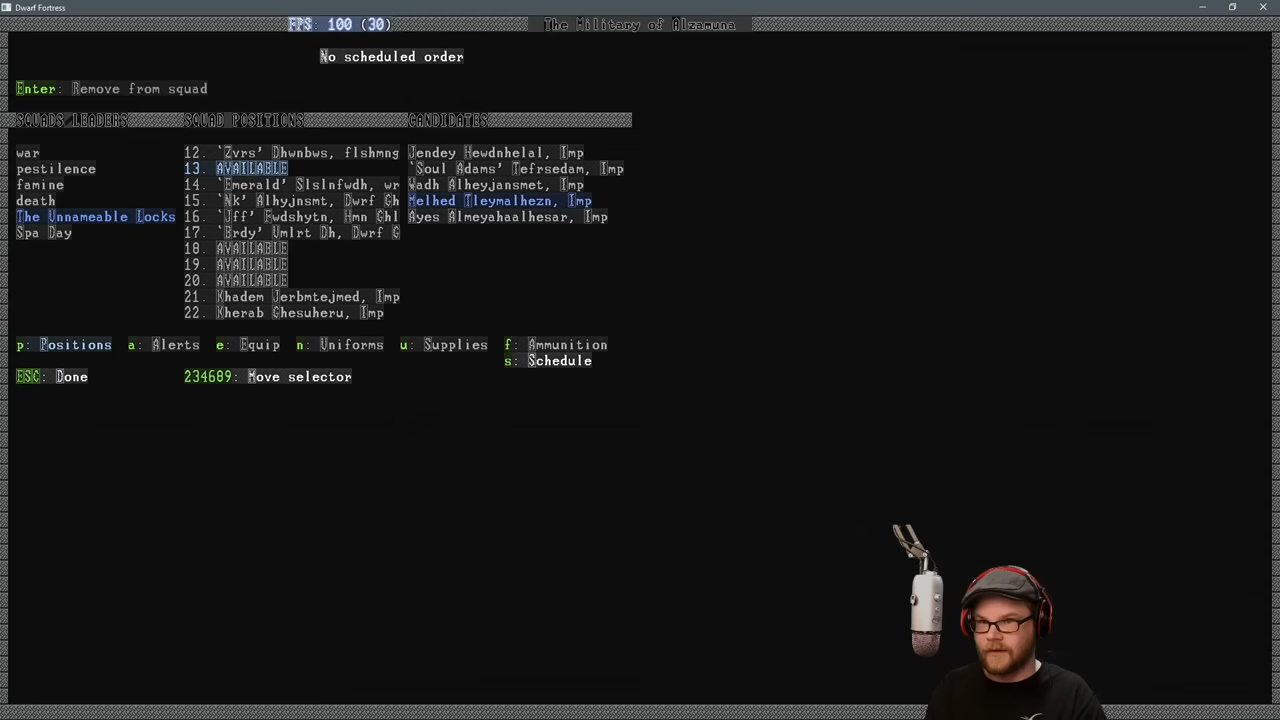 Dwarf Fortress
FPS: 100 (30)
The Military of Alzamuna
No scheduled order
Enter: Remove from squad
SQUADS/LEADERS SQUAD POSITIONS CANDIDATES
war 12. `Zvrs' Dhwnbws, flshmng Jendey Hewdnhelal, Imp
pestilence 13. AVAILABLE `Soul Adams' Tefrsedam, Imp
famine 14. `Emerald' Slslnfwdh, wr Wadh Alheyjansmet, Imp
death 15. `Nk' Alhyjnsmt, Dwrf Gh Melhed Tleymalhezn, Imp
The Unnameable Locks 16. `Jff' Ewdshytn, Hmn Ghl Ayes Almeyahaalhesar, Imp
Spa Day 17. `Brdy' Umlrt Dh, Dwrf G
18. AVAILABLE
19. AVAILABLE
20. AVAILABLE
21. Khadem Jerbmtejmed, Imp
22. Kherab Ghesuheru, Imp
p: Positions a: Alerts e: Equip n: Uniforms u: Supplies f: Ammunition
s: Schedule
ESC: Done 234689: Move selector